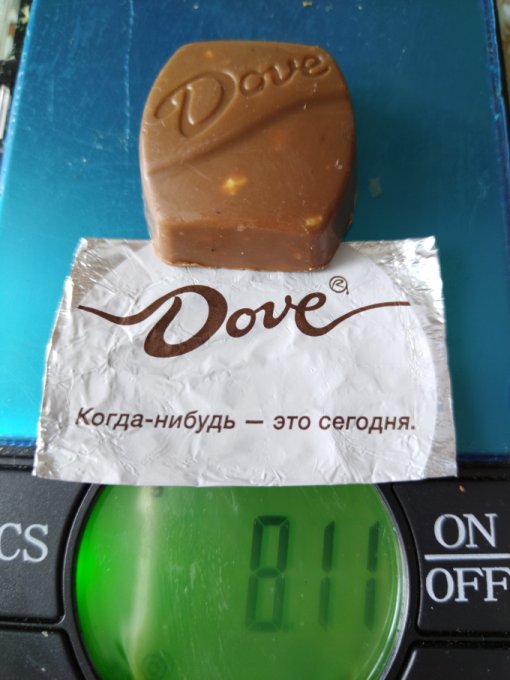 Dove
Dove®
Когда-нибудь — это сегодня.
CS
8.11
ON
OFF